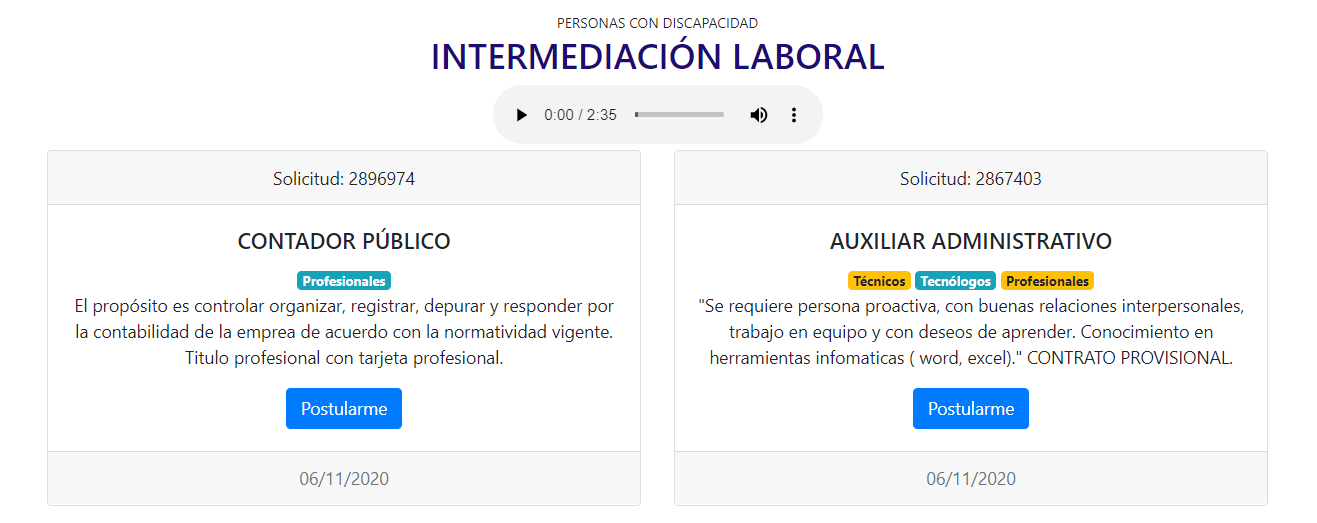 PERSONAS CON DISCAPACIDAD
INTERMEDIACIÓN LABORAL
0:00 / 2:35
Solicitud: 2896974
CONTADOR PÚBLICO
Profesionales
El propósito es controlar organizar, registrar, depurar y responder por
la contabilidad de la emprea de acuerdo con la normatividad vigente.
Titulo profesional con tarjeta profesional.
Postularme
06/11/2020
Solicitud: 2867403
AUXILIAR ADMINISTRATIVO
Técnicos Tecnólogos Profesionales
"Se requiere persona proactiva, con buenas relaciones interpersonales,
trabajo en equipo y con deseos de aprender. Conocimiento en
herramientas infomaticas ( word, excel)." CONTRATO PROVISIONAL.
Postularme
06/11/2020